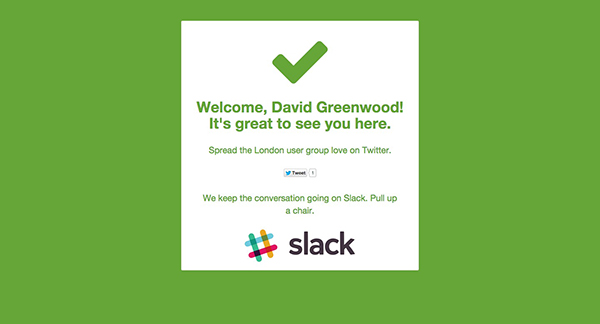 Welcome, David Greenwood!
It's great to see you here.
Spread the London user group love on Twitter.
Tweet 1
We keep the conversation going on Slack. Pull up
a chair.
slack